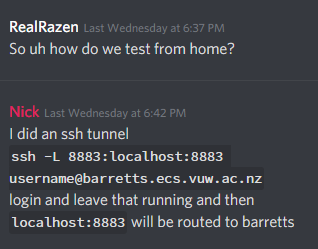 RealRazen Last Wednesday at 6:37 PM
So uh how do we test from home?
Nick Last Wednesday at 6:42 PM
I did an ssh tunnel
ssh -L 8883:localhost:8883
username@barretts.ecs.vuw.ac.nz
login and leave that running and then
localhost:8883 will be routed to barretts